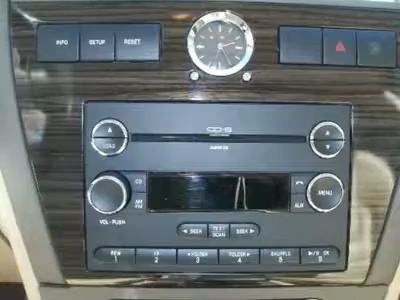 INFO SETUP RESET
LOAD
CD
AM
FM
AUX
MENU
VOL - PUSH
SEEK TEXT
SCAN SEEK
REW FF FOLDER FOLDER SHUFFLE
1 2 3 4 5 6